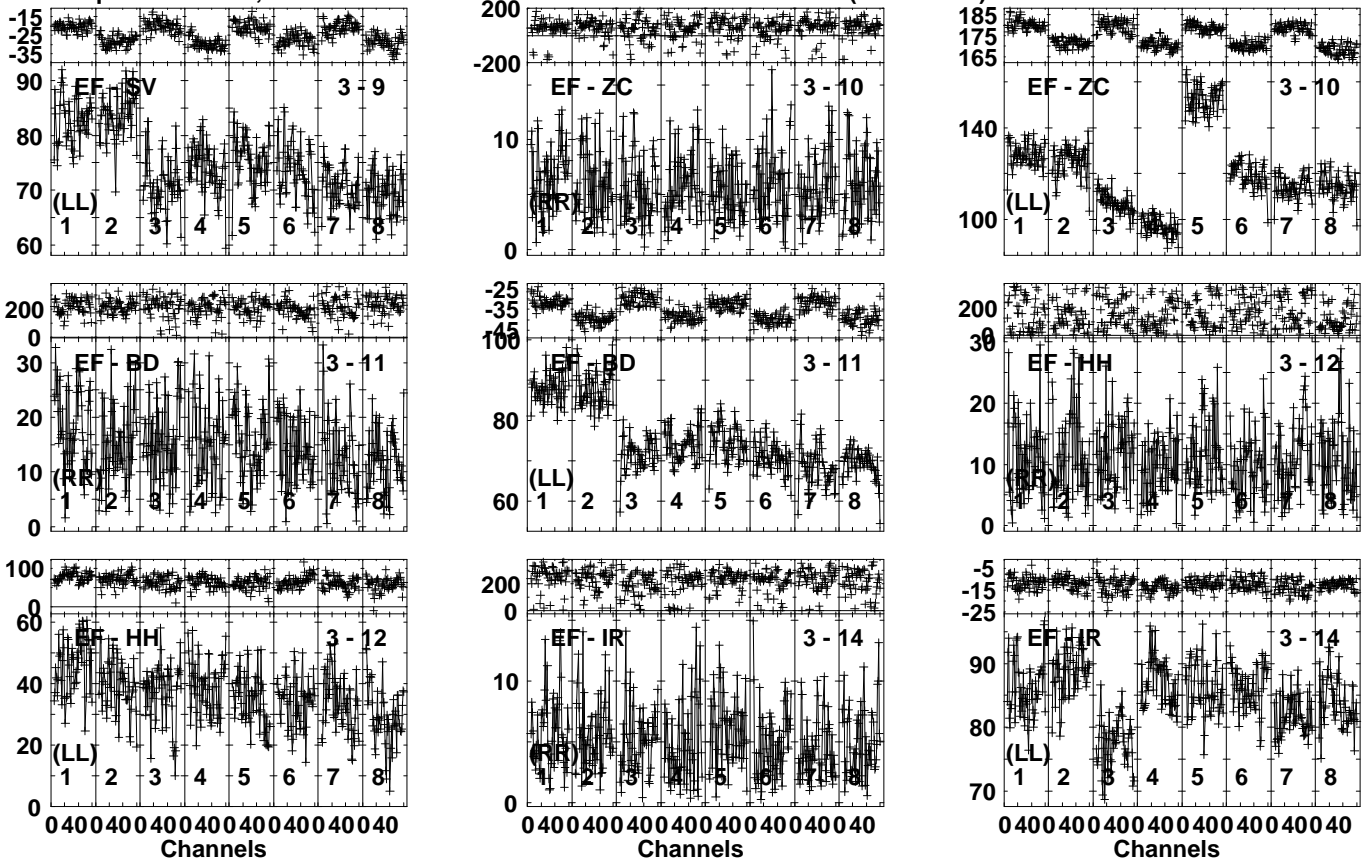 -15 200 185
-25 175
-35 -200 165
90 EF - SV 3 - 9 EF - ZC 3 - 10 EF - ZC 3 - 10
80 10 140
70
(LL) (RR) (LL)
60 1 2 3 4 5 6 7 8 0 1 2 3 4 5 6 7 8 100 1 2 3 4 5 6 7 8
200 -25 200
0 -35 0
-45
30 EF - BD 3 - 11 100 EF - BD 3 - 11 30 EF - HH 3 - 12
20 80 20
10 10
(RR) (LL) (RR)
0 1 2 3 4 5 6 7 8 60 1 2 3 4 5 6 7 8 0 1 2 3 4 5 6 7 8
100 200 -5
0 0 -15
-25
60 EF - HH 3 - 12 EF - IR 3 - 14 EF - IR 3 - 14
40 10 90
20 80
(LL) (RR) (LL)
0 1 2 3 4 5 6 7 8 0 1 2 3 4 5 6 7 8 70 1 2 3 4 5 6 7 8
0 40 0 40 0 40 0 40 0 40 0 40 0 40 0 40 0 40 0 40 0 40 0 40 0 40 0 40 0 40 0 40 0 40 0 40 0 40 0 40 0 40 0 40 0 40 0 40
Channels Channels Channels